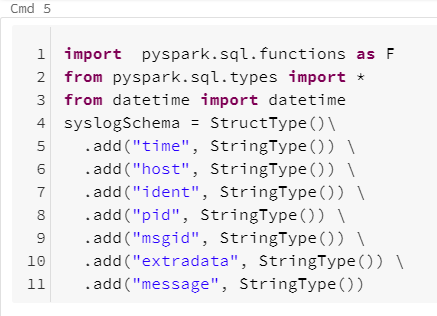 Cmd 5
1 import  pyspark.sql.functions as F
2 from pyspark.sql.types import *
3 from datetime import datetime
4 syslogSchema = StructType()\
5   .add("time", StringType()) \
6   .add("host", StringType()) \
7   .add("ident", StringType()) \
8   .add("pid", StringType()) \
9   .add("msgid", StringType()) \
10   .add("extradata", StringType()) \
11   .add("message", StringType())